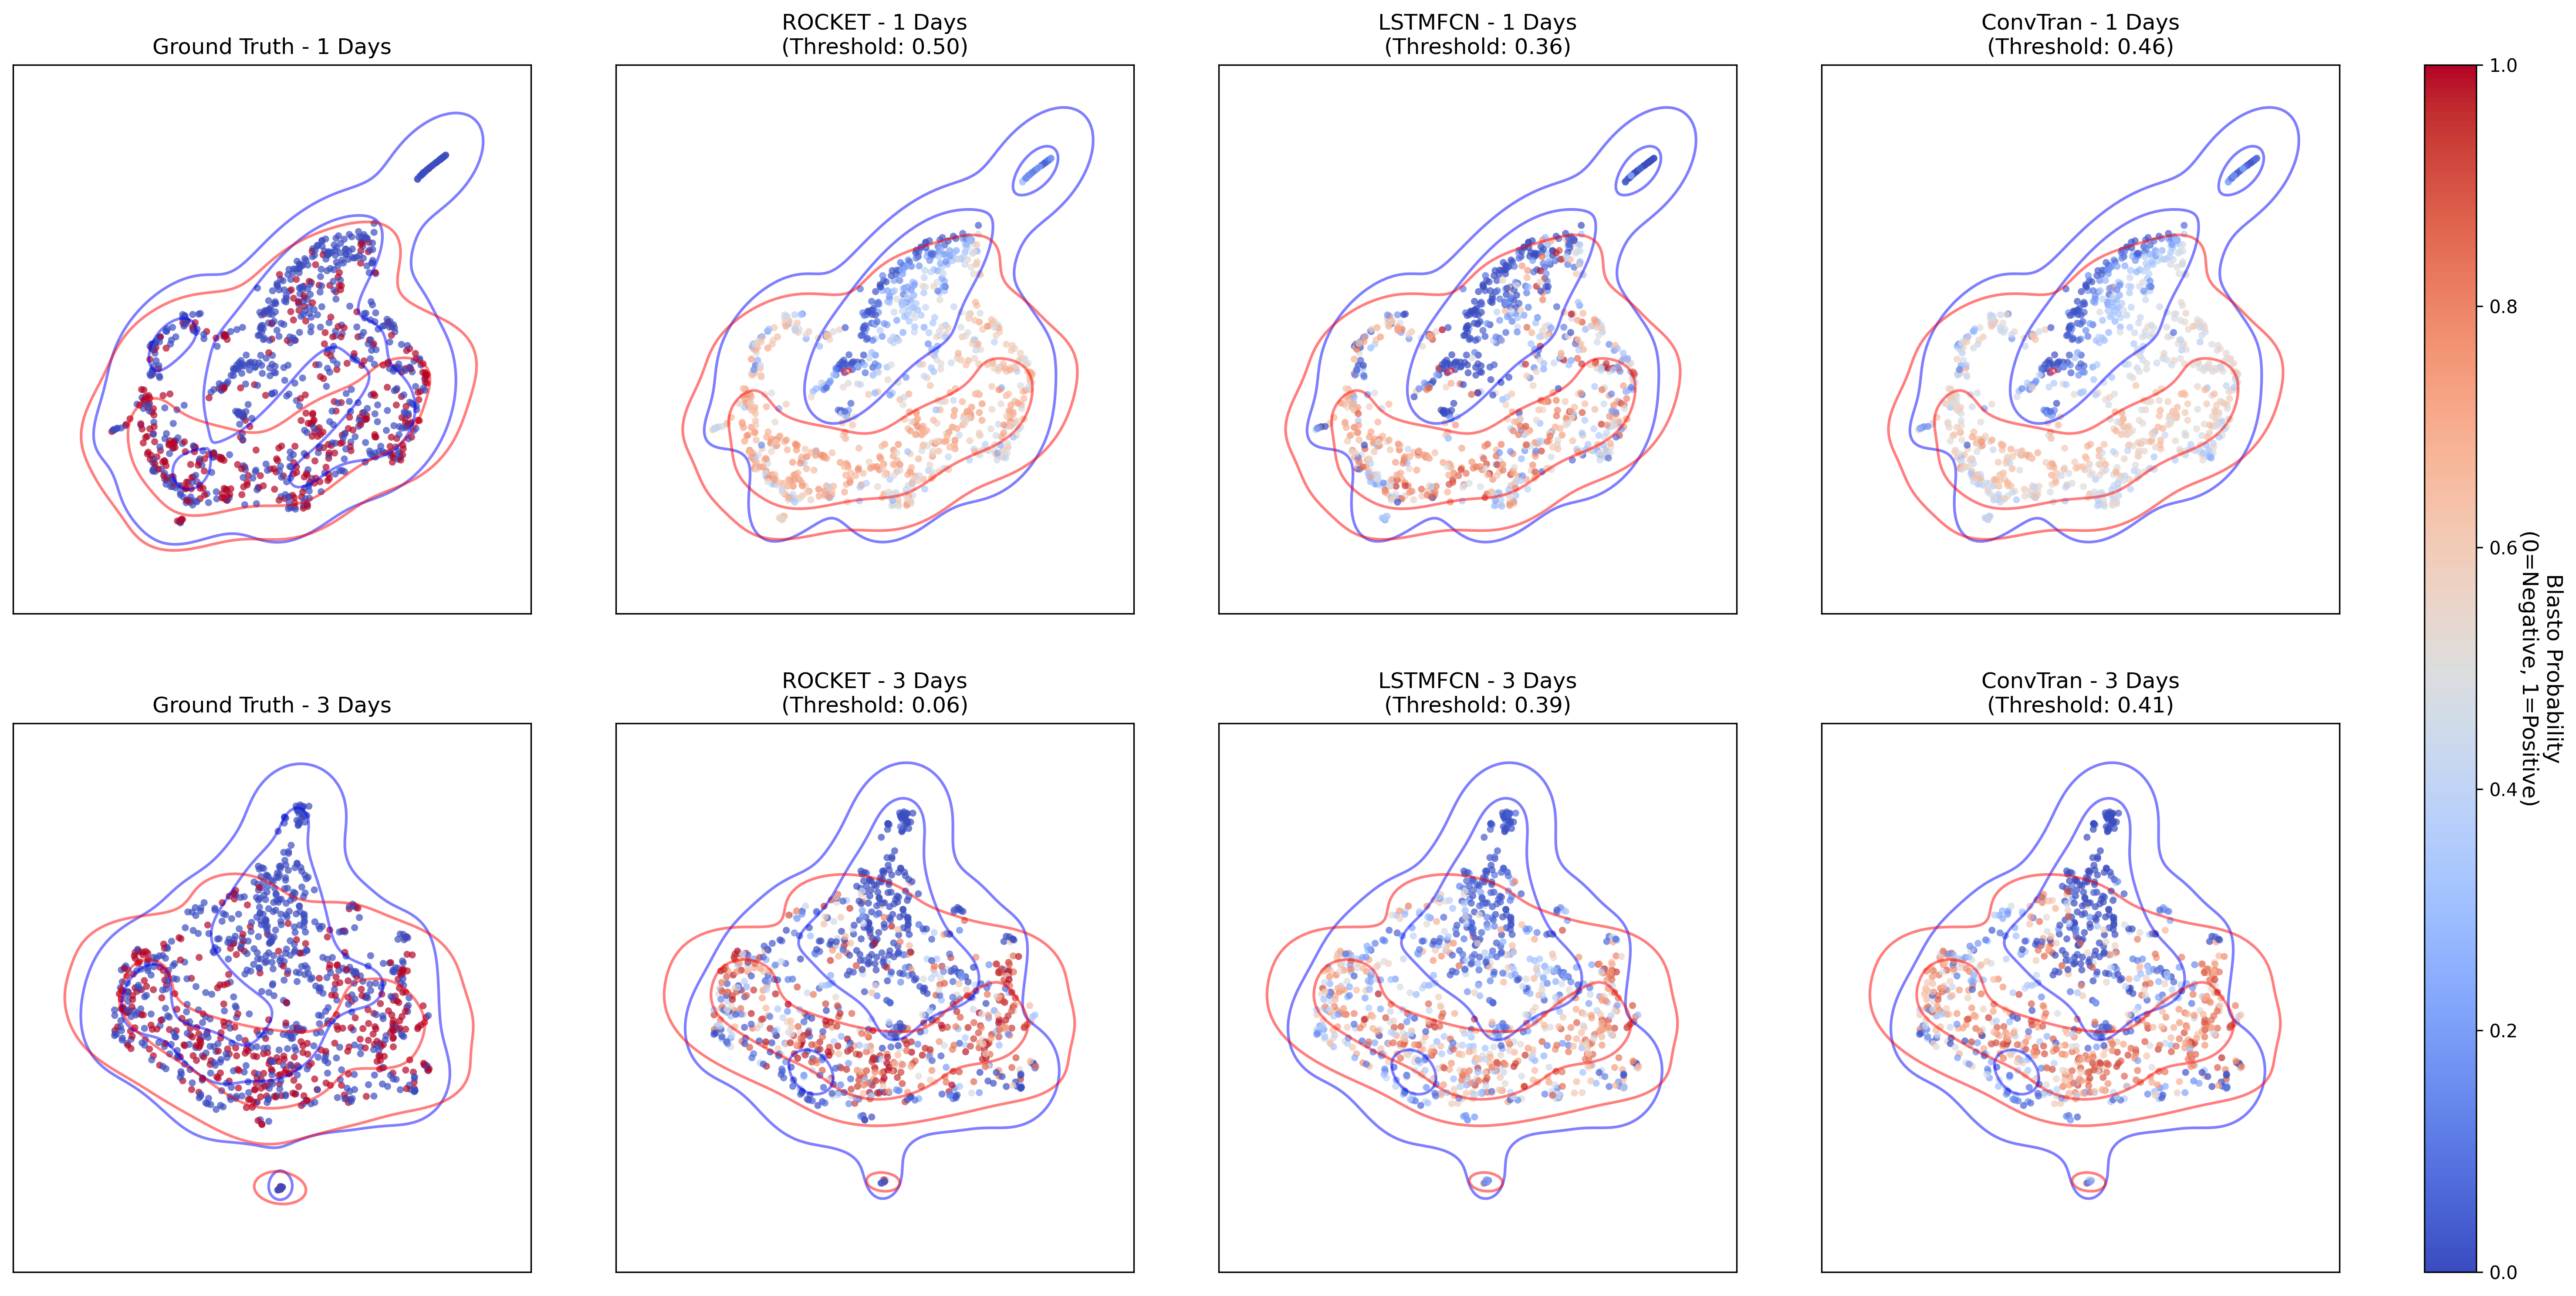 Ground Truth - 1 Days
ROCKET - 1 Days
(Threshold: 0.50)
LSTMFCN - 1 Days
(Threshold: 0.36)
ConvTran - 1 Days
(Threshold: 0.46)
Ground Truth - 3 Days
ROCKET - 3 Days
(Threshold: 0.06)
LSTMFCN - 3 Days
(Threshold: 0.39)
ConvTran - 3 Days
(Threshold: 0.41)
1.0
0.8
0.6
0.4
0.2
0.0
Blasto Probability
(0=Negative, 1=Positive)